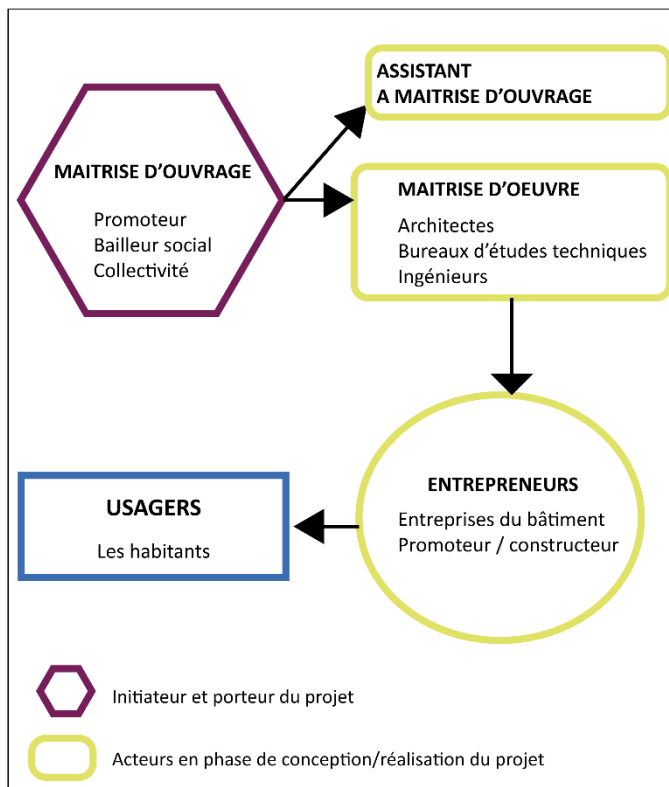 ASSISTANT
A MAITRISE D'OUVRAGE
MAITRISE D'OUVRAGE
Promoteur
Bailleur social
Collectivité
MAITRISE D'OEUVRE
Architectes
Bureaux d'études techniques
Ingénieurs
ENTREPRENEURS
Entreprises du bâtiment
Promoteur / constructeur
USAGERS
Les habitants
Initiateur et porteur du projet
Acteurs en phase de conception/réalisation du projet